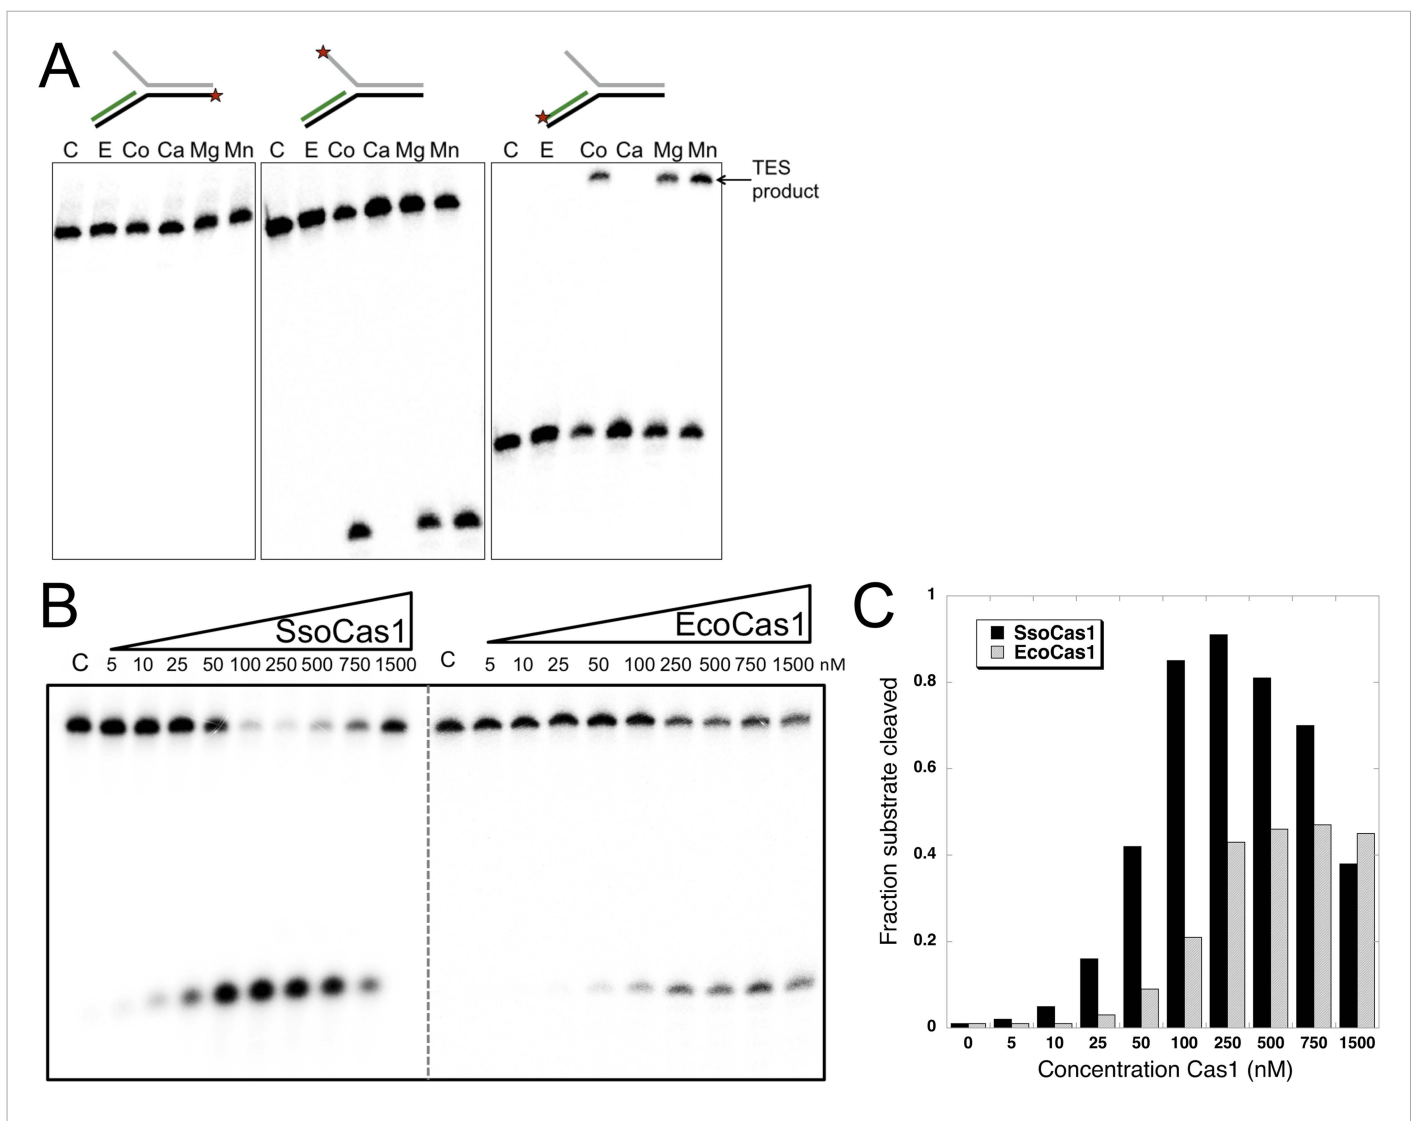 A
C E Co Ca Mg Mn C E Co Ca Mg Mn C E Co Ca Mg Mn
TES
product
B
SsoCas1
EcoCas1
C 5 10 25 50 100 250 500 750 1500 C 5 10 25 50 100 250 500 750 1500 nM
C
SsoCas1
EcoCas1
Fraction substrate cleaved
1
0.8
0.6
0.4
0.2
0
0 5 10 25 50 100 250 500 750 1500
Concentration Cas1 (nM)